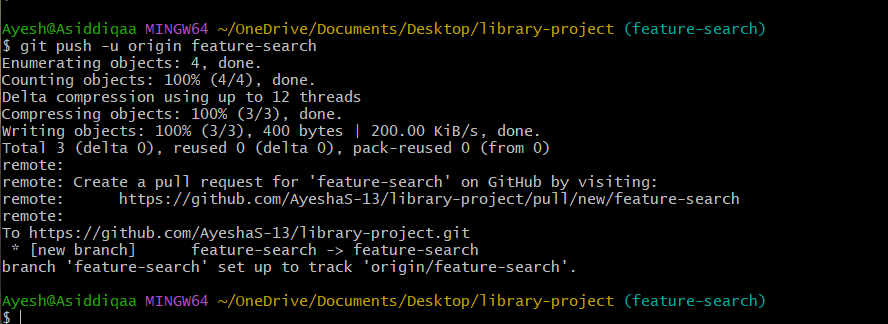 Ayesh@Asiddiqaa MINGW64 ~/OneDrive/Documents/Desktop/library-project (feature-search)
$ git push -u origin feature-search
Enumerating objects: 4, done.
Counting objects: 100% (4/4), done.
Delta compression using up to 12 threads
Compressing objects: 100% (3/3), done.
Writing objects: 100% (3/3), 400 bytes | 200.00 KiB/s, done.
Total 3 (delta 0), reused 0 (delta 0), pack-reused 0 (from 0)
remote:
remote: Create a pull request for 'feature-search' on GitHub by visiting:
remote:      https://github.com/AyeshaS-13/library-project/pull/new/feature-search
remote:
To https://github.com/AyeshaS-13/library-project.git
 * [new branch]      feature-search -> feature-search
branch 'feature-search' set up to track 'origin/feature-search'.
Ayesh@Asiddiqaa MINGW64 ~/OneDrive/Documents/Desktop/library-project (feature-search)
$